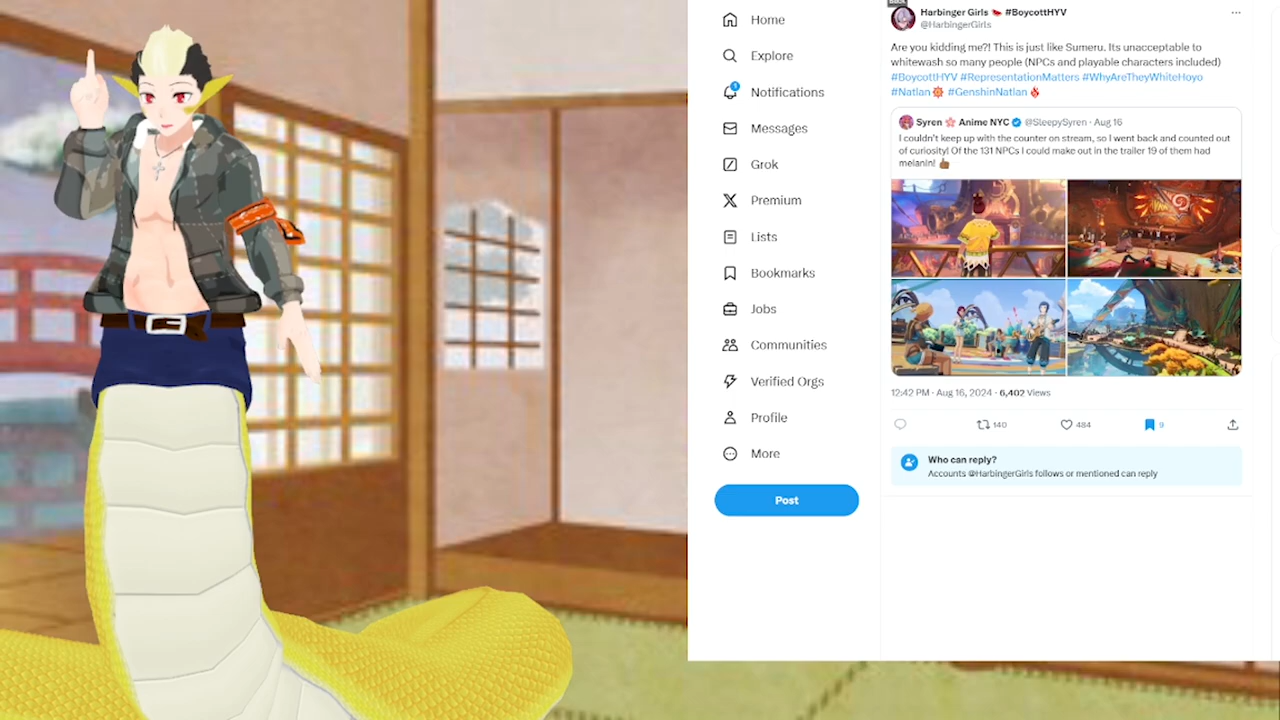 Home
Explore
1
Notifications
Messages
Grok
Premium
Lists
Bookmarks
Jobs
Communities
Verified Orgs
Profile
More
Post
Back
Harbinger Girls #BoycottHYV
@HarbingerGirls
Are you kidding me?! This is just like Sumeru. Its unacceptable to
whitewash so many people (NPCs and playable characters included)
#BoycottHYV #RepresentationMatters #WhyAreTheyWhiteHoyo
#Natlan #GenshinNatlan
Syren Anime NYC @SleepySyren · Aug 16
I couldn't keep up with the counter on stream, so I went back and counted out
of curiosity! Of the 131 NPCs I could make out in the trailer 19 of them had
melanin!
12:42 PM · Aug 16, 2024 · 6,402 Views
140 484 9
Who can reply?
Accounts @HarbingerGirls follows or mentioned can reply